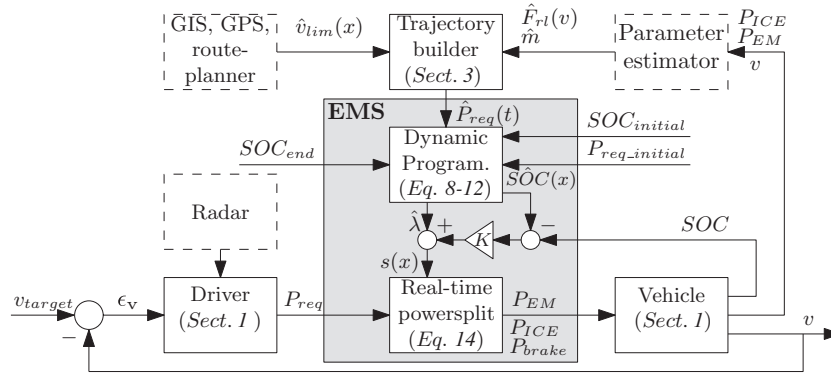 GIS, GPS,
route-
planner
v̂_lim(x)
Trajectory
builder
(Sect. 3)
F̂_rl(v)
m̂
Parameter
estimator
P_ICE
P_EM
v
EMS
P̂_req(t)
SOC_initial
SOC_end
Dynamic
Program.
(Eq. 8-12)
P_req_initial
SÔC(x)
Radar
λ̂
+
K
−
SOC
s(x)
v_target
ϵ_v
−
Driver
(Sect. 1)
P_req
Real-time
powersplit
(Eq. 14)
P_EM
P_ICE
P_brake
Vehicle
(Sect. 1)
v